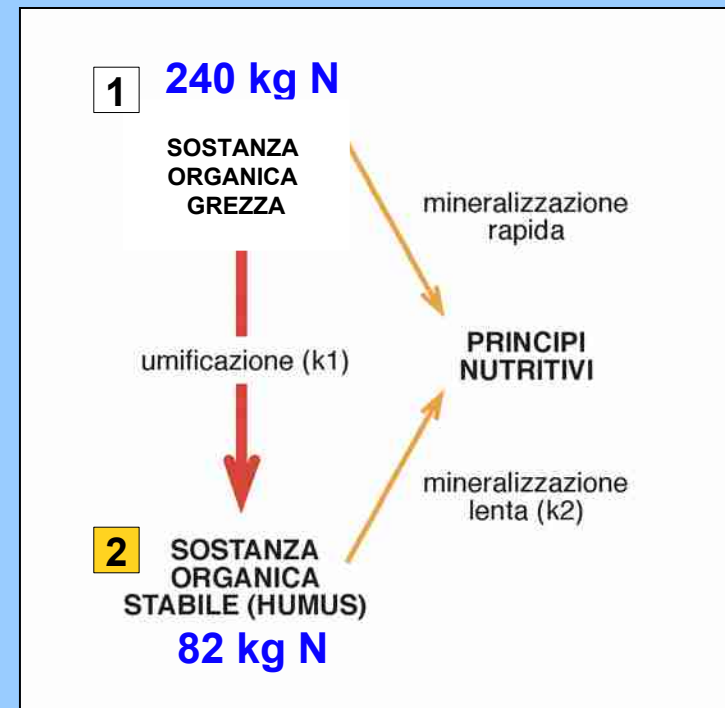 1
240 kg N
SOSTANZA
ORGANICA
GREZZA
mineralizzazione
rapida
umificazione (k1)
PRINCIPI
NUTRITIVI
mineralizzazione
lenta (k2)
2
SOSTANZA
ORGANICA
STABILE (HUMUS)
82 kg N